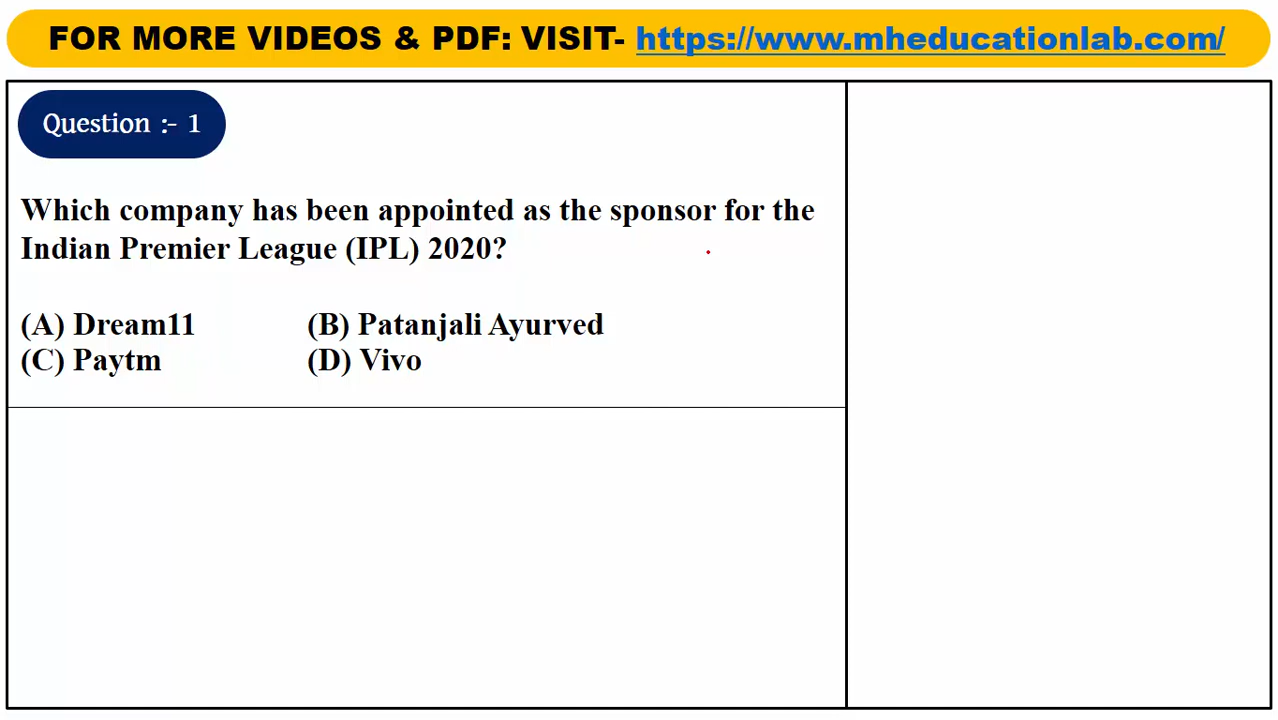 FOR MORE VIDEOS & PDF: VISIT- https://www.mheducationlab.com/
Question :- 1
Which company has been appointed as the sponsor for the
Indian Premier League (IPL) 2020?
(A) Dream11 (B) Patanjali Ayurved
(C) Paytm (D) Vivo